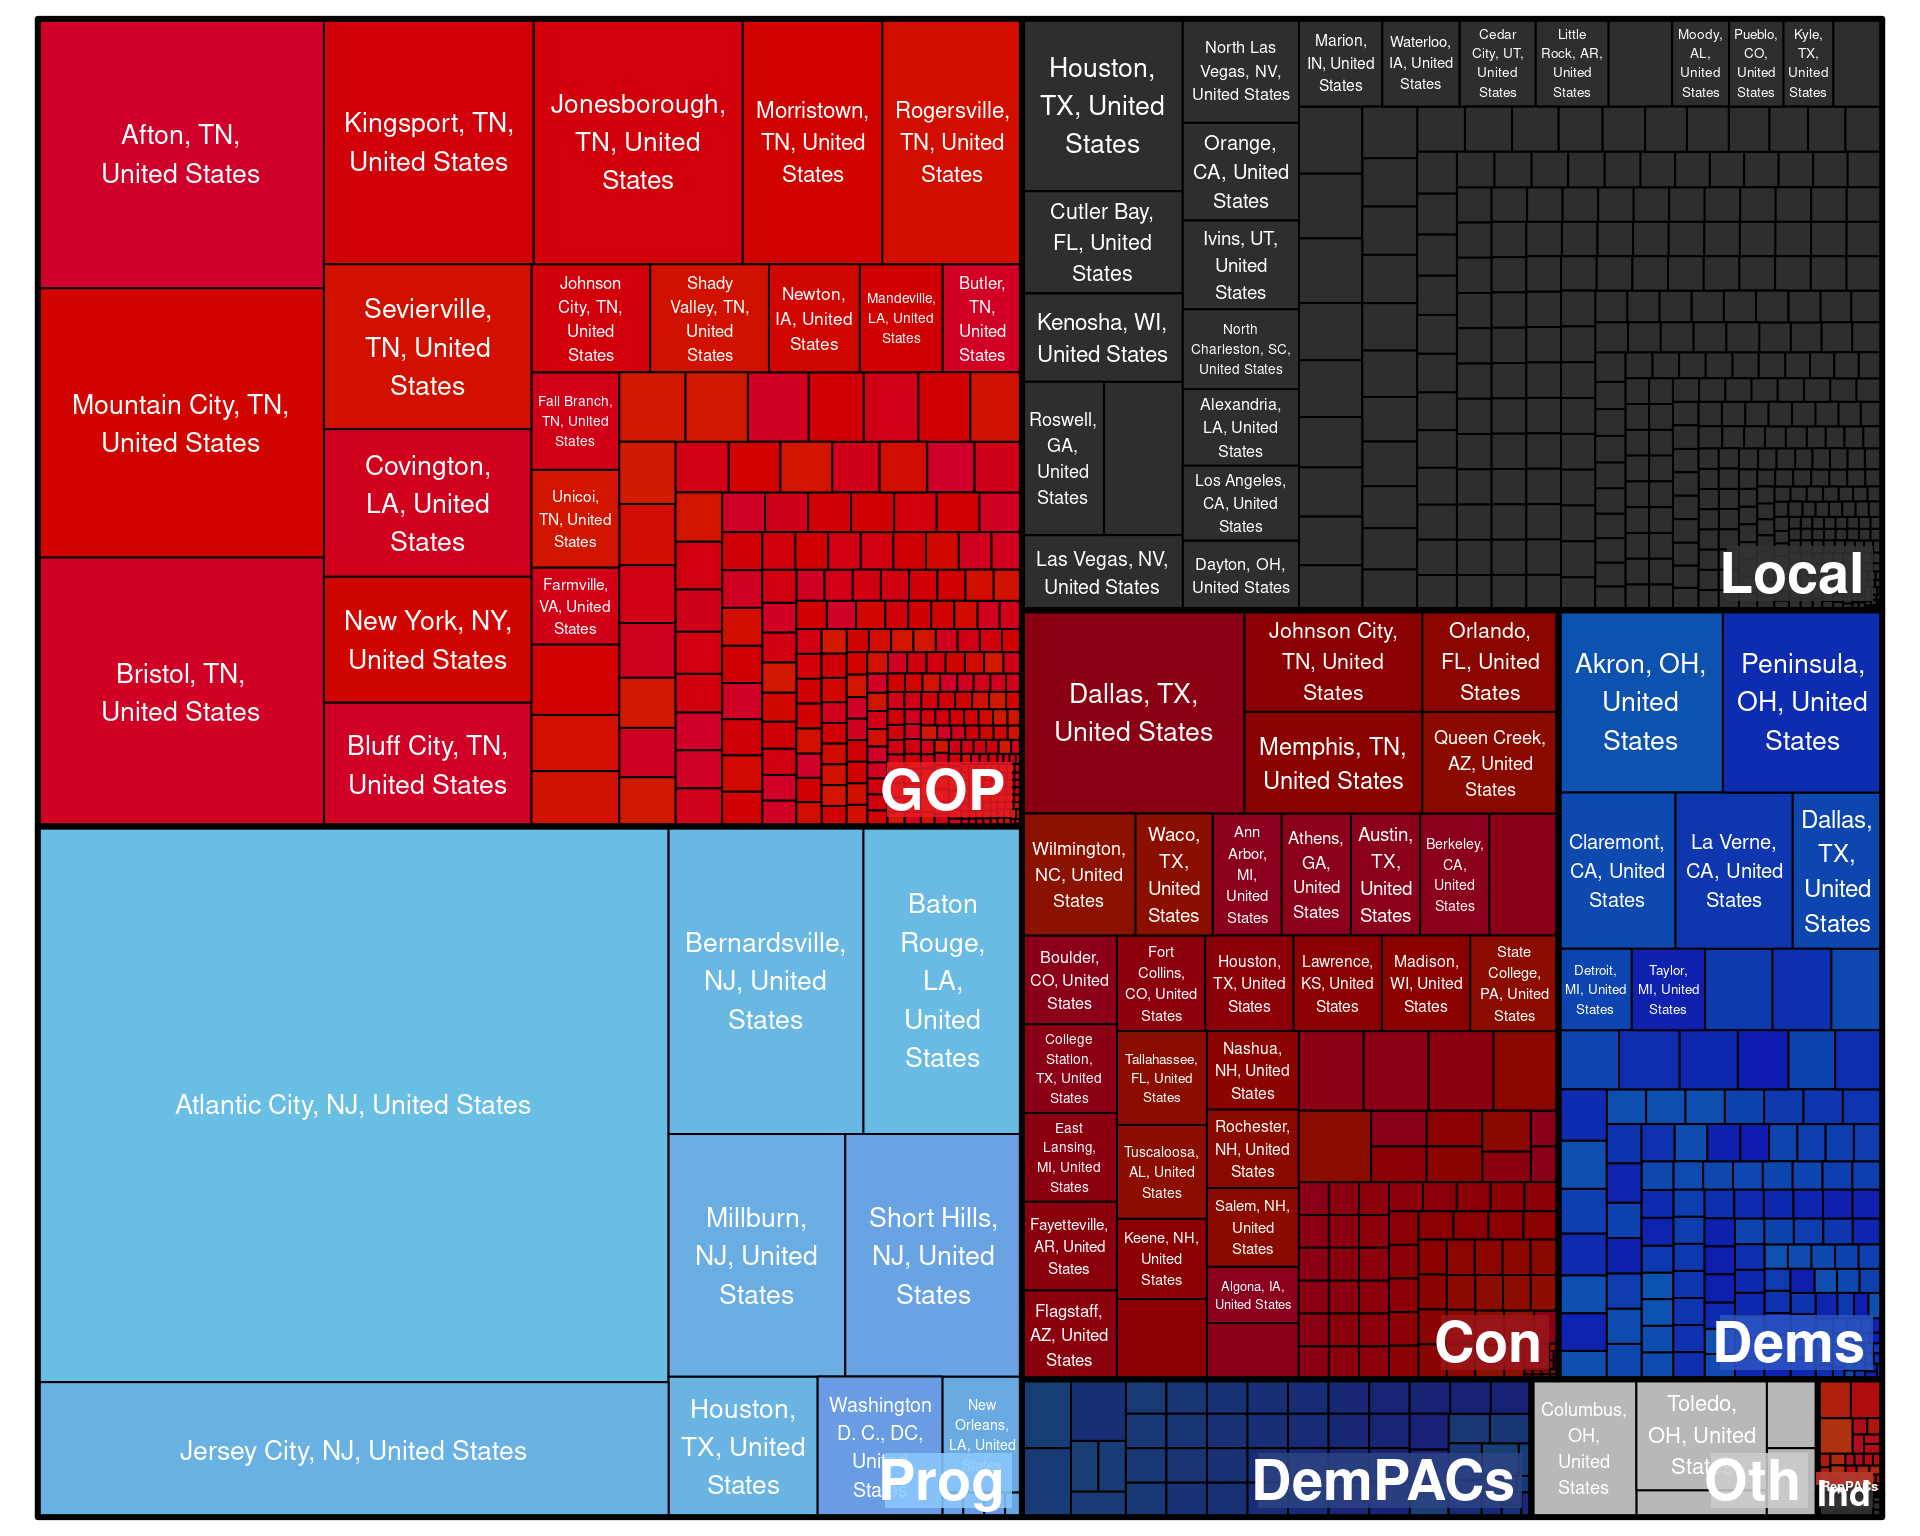 Afton, TN,
United States
Mountain City, TN,
United States
Bristol, TN,
United States
Kingsport, TN,
United States
Jonesborough,
TN, United
States
Morristown,
TN, United
States
Rogersville,
TN, United
States
Sevierville,
TN, United
States
Covington,
LA, United
States
New York, NY,
United States
Bluff City, TN,
United States
Johnson
City, TN,
United
States
Shady
Valley, TN,
United
States
Newton,
IA, United
States
Mandeville,
LA, United
States
Butler,
TN,
United
States
Fall Branch,
TN, United
States
Unicoi,
TN, United
States
Farmville,
VA, United
States
GOP
Houston,
TX, United
States
Cutler Bay,
FL, United
States
Kenosha, WI,
United States
Roswell,
GA,
United
States
Las Vegas, NV,
United States
North Las
Vegas, NV,
United States
Orange,
CA, United
States
Ivins, UT,
United
States
North
Charleston, SC,
United States
Alexandria,
LA, United
States
Los Angeles,
CA, United
States
Dayton, OH,
United States
Marion,
IN, United
States
Waterloo,
IA, United
States
Cedar
City, UT,
United
States
Little
Rock, AR,
United
States
Moody,
AL,
United
States
Pueblo,
CO,
United
States
Kyle,
TX,
United
States
Local
Atlantic City, NJ, United States
Jersey City, NJ, United States
Bernardsville,
NJ, United
States
Baton
Rouge,
LA,
United
States
Millburn,
NJ, United
States
Short Hills,
NJ, United
States
Houston,
TX, United
States
Washington
D. C., DC,
United
States
New
Orleans,
LA, United
States
Prog
Dallas, TX,
United States
Johnson City,
TN, United
States
Orlando,
FL, United
States
Memphis, TN,
United States
Queen Creek,
AZ, United
States
Wilmington,
NC, United
States
Waco,
TX,
United
States
Ann
Arbor,
MI,
United
States
Athens,
GA,
United
States
Austin,
TX,
United
States
Berkeley,
CA,
United
States
Boulder,
CO, United
States
Fort
Collins,
CO, United
States
Houston,
TX, United
States
Lawrence,
KS, United
States
Madison,
WI, United
States
State
College,
PA, United
States
College
Station,
TX, United
States
East
Lansing,
MI, United
States
Fayetteville,
AR, United
States
Flagstaff,
AZ, United
States
Tallahassee,
FL, United
States
Tuscaloosa,
AL, United
States
Keene, NH,
United
States
Nashua,
NH, United
States
Rochester,
NH, United
States
Salem, NH,
United
States
Algona, IA,
United States
Con
Akron, OH,
United
States
Peninsula,
OH, United
States
Claremont,
CA, United
States
La Verne,
CA, United
States
Dallas,
TX,
United
States
Detroit,
MI, United
States
Taylor,
MI, United
States
Dems
DemPACs
Columbus,
OH,
United
States
Toledo,
OH, United
States
Oth
RepPACs
Ind